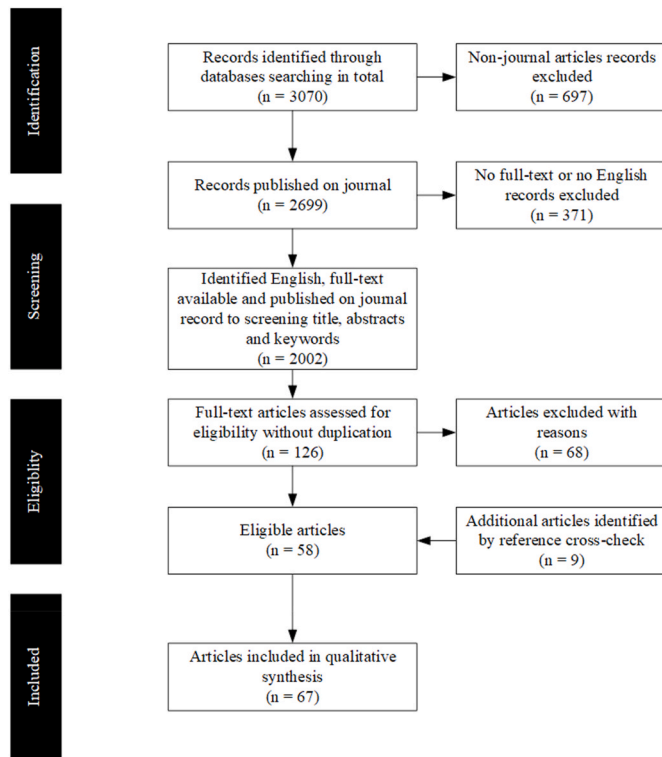 Identification
Records identified through
databases searching in total
(n = 3070)
Non-journal articles records
excluded
(n = 697)
Records published on journal
(n = 2699)
No full-text or no English
records excluded
(n = 371)
Screening
Identified English, full-text
available and published on journal
record to screening title, abstracts
and keywords
(n = 2002)
Eligiblity
Full-text articles assessed for
eligibility without duplication
(n = 126)
Articles excluded with
reasons
(n = 68)
Eligible articles
(n = 58)
Additional articles identified
by reference cross-check
(n = 9)
Included
Articles included in qualitative
synthesis
(n = 67)